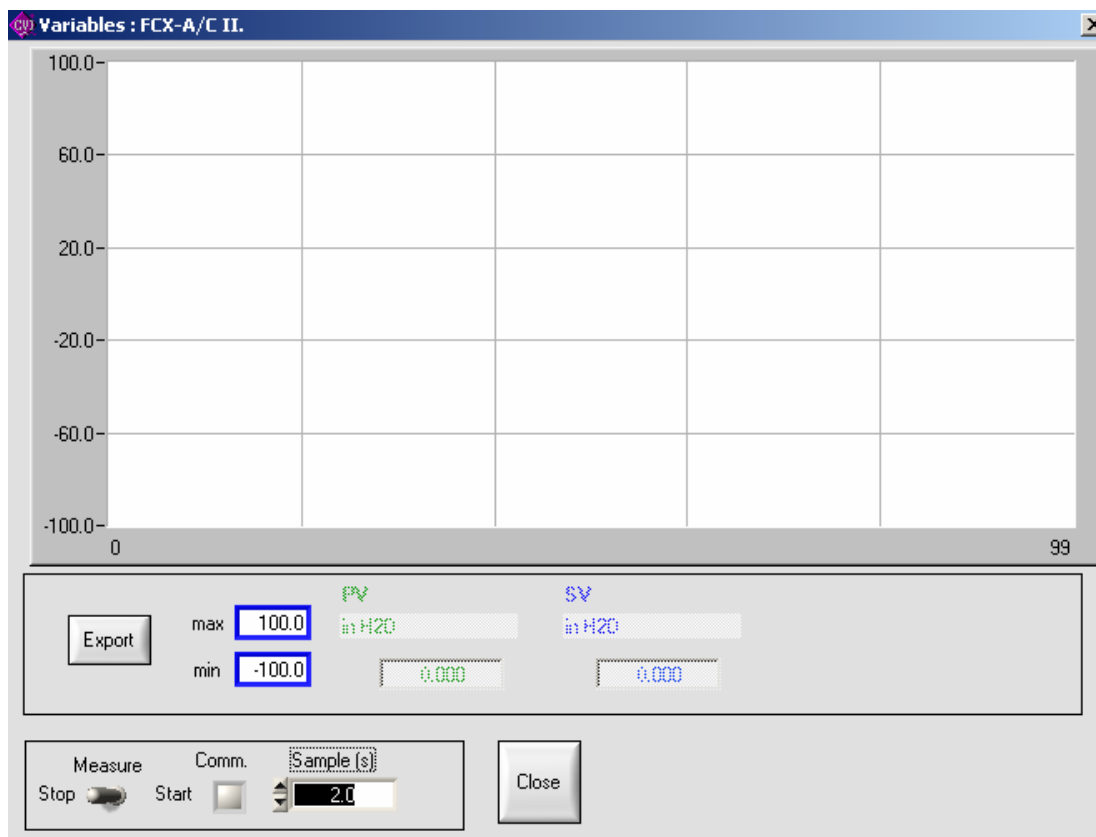 CVI Variables : FCX-A/C II.
100.0
60.0
20.0
-20.0
-60.0
-100.0
0 99
PV SV
max 100.0 in H2O in H2O
Export
min -100.0 0.000 0.000
Measure Comm. Sample (s)
Stop Start 2.0
Close